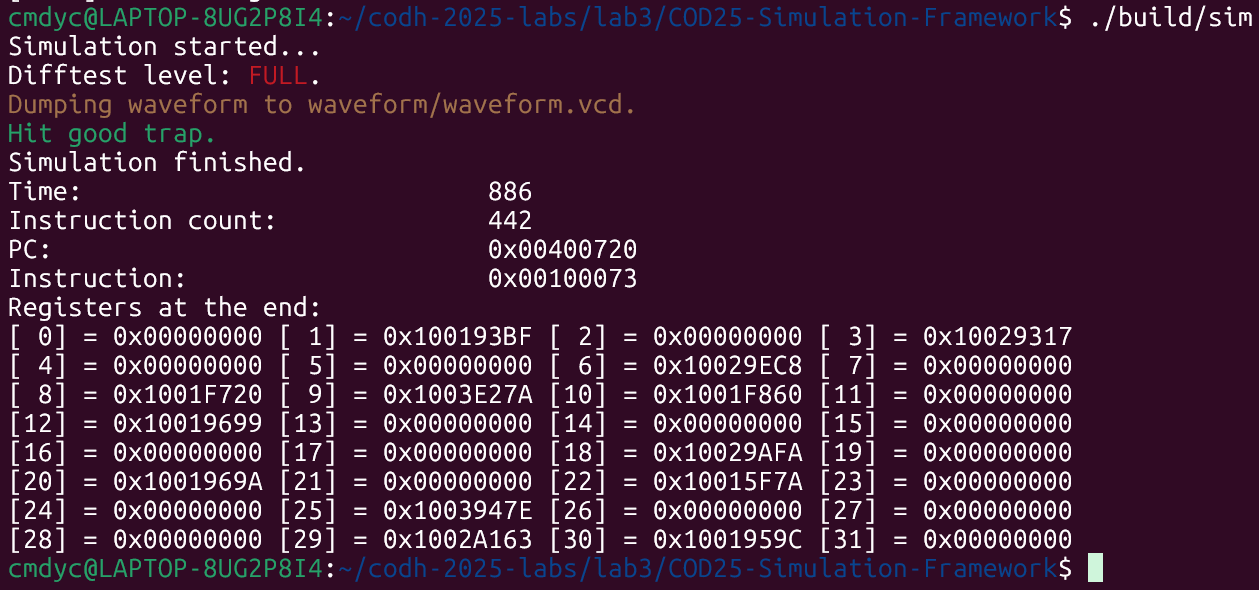 cmdyc@LAPTOP-8UG2P8I4:~/codh-2025-labs/lab3/COD25-Simulation-Framework$ ./build/sim
Simulation started...
Difftest level: FULL.
Dumping waveform to waveform/waveform.vcd.
Hit good trap.
Simulation finished.
Time: 886
Instruction count: 442
PC: 0x00400720
Instruction: 0x00100073
Registers at the end:
[ 0] = 0x00000000 [ 1] = 0x100193BF [ 2] = 0x00000000 [ 3] = 0x10029317
[ 4] = 0x00000000 [ 5] = 0x00000000 [ 6] = 0x10029EC8 [ 7] = 0x00000000
[ 8] = 0x1001F720 [ 9] = 0x1003E27A [10] = 0x1001F860 [11] = 0x00000000
[12] = 0x10019699 [13] = 0x00000000 [14] = 0x00000000 [15] = 0x00000000
[16] = 0x00000000 [17] = 0x00000000 [18] = 0x10029AFA [19] = 0x00000000
[20] = 0x1001969A [21] = 0x00000000 [22] = 0x10015F7A [23] = 0x00000000
[24] = 0x00000000 [25] = 0x1003947E [26] = 0x00000000 [27] = 0x00000000
[28] = 0x00000000 [29] = 0x1002A163 [30] = 0x1001959C [31] = 0x00000000
cmdyc@LAPTOP-8UG2P8I4:~/codh-2025-labs/lab3/COD25-Simulation-Framework$